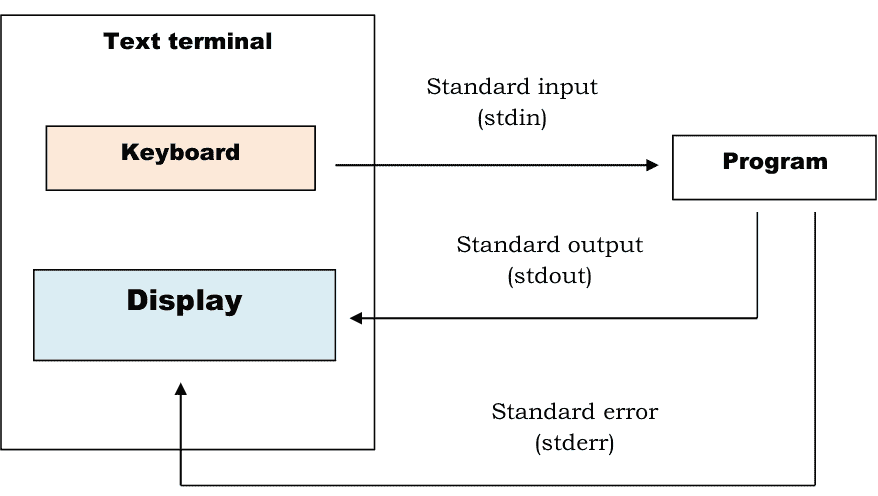 Text terminal
Standard input
(stdin)
Keyboard
Program
Standard output
(stdout)
Display
Standard error
(stderr)